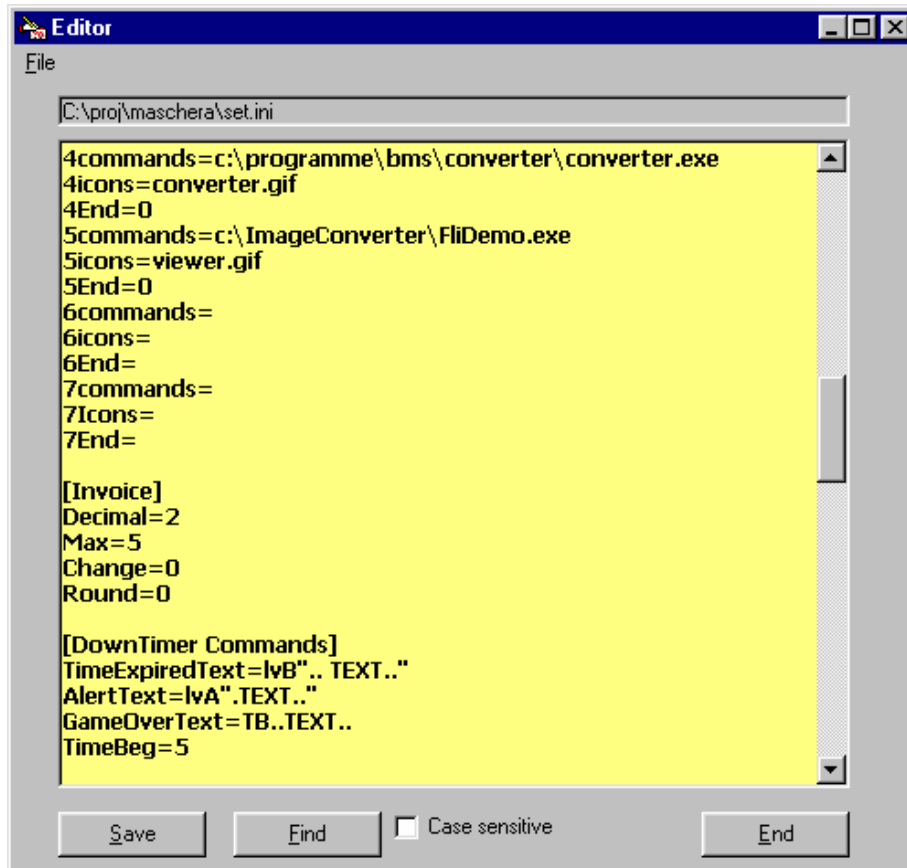 Editor
File
C:\proj\maschera\set.ini
4commands=c:\programme\bms\converter\converter.exe
4icons=converter.gif
4End=0
5commands=c:\ImageConverter\FliDemo.exe
5icons=viewer.gif
5End=0
6commands=
6icons=
6End=
7commands=
7Icons=
7End=
[Invoice]
Decimal=2
Max=5
Change=0
Round=0
[DownTimer Commands]
TimeExpiredText=lvB".. TEXT.."
AlertText=lvA".TEXT.."
GameOverText=TB..TEXT..
TimeBeg=5
Save Find Case sensitive End